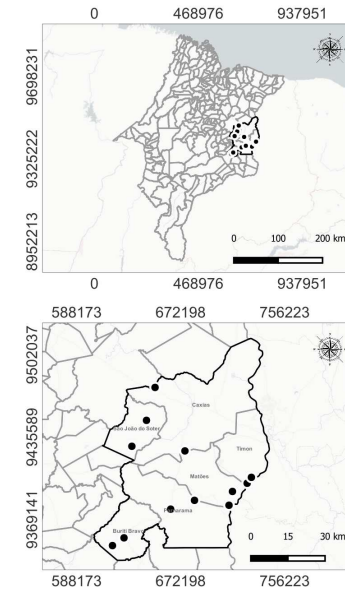 0 468976 937951
9698231
9325222
8952213
0 100 200 km
0 468976 937951
588173 672198 756223
9502037
9435589
9369141
Caxias
São João do Soter
Timon
Matões
Parnarama
Buriti Bravo
0 15 30 km
588173 672198 756223